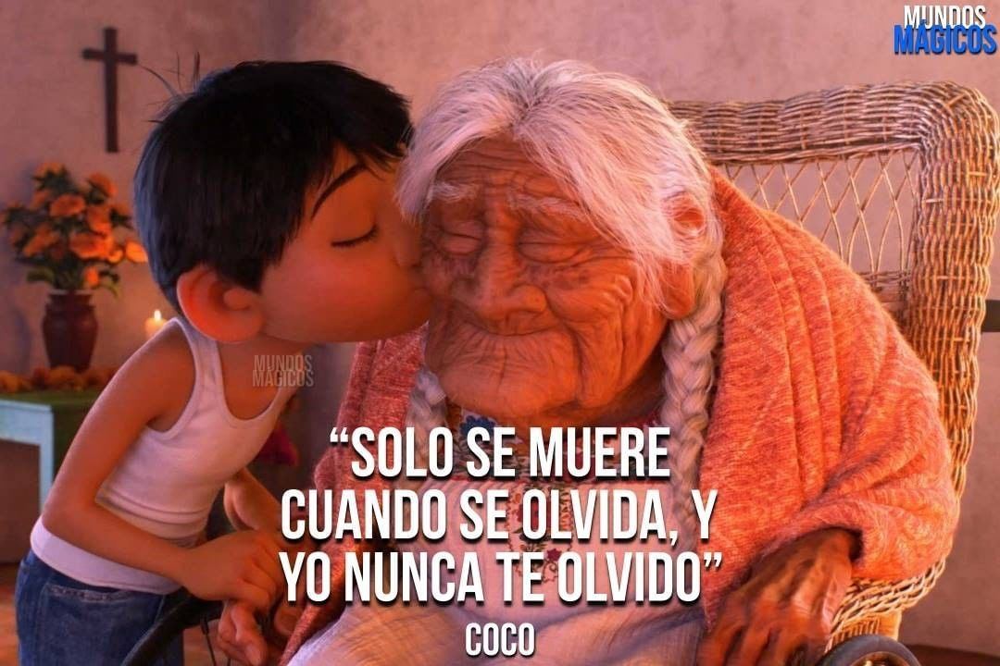 MUNDOS
MÁGICOS
MUNDOS
MÁGICOS
“SOLO SE MUERE
CUANDO SE OLVIDA, Y
YO NUNCA TE OLVIDO”
COCO